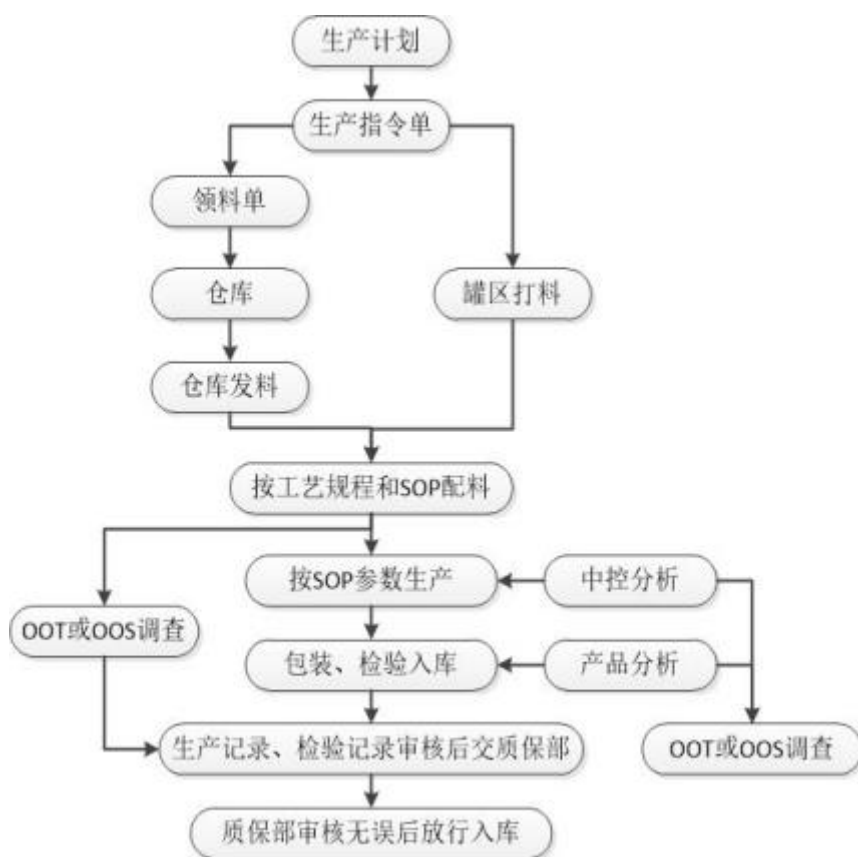 生产计划
生产指令单
领料单
仓库
罐区打料
仓库发料
按工艺规程和SOP配料
按SOP参数生产
中控分析
OOT或OOS调查
包装、检验入库
产品分析
生产记录、检验记录审核后交质保部
OOT或OOS调查
质保部审核无误后放行入库